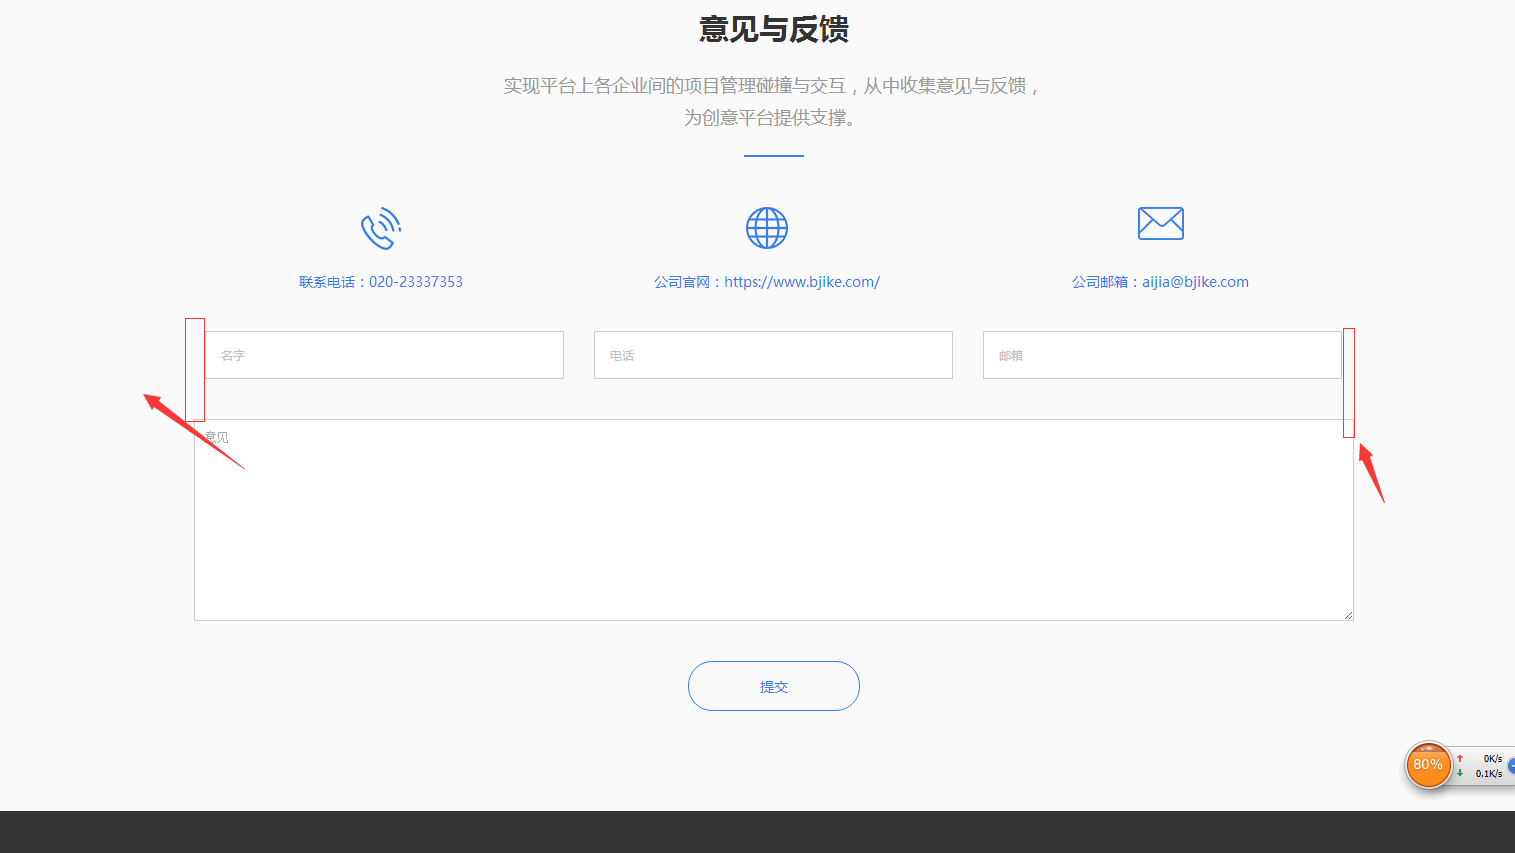 意见与反馈
实现平台上各企业间的项目管理碰撞与交互，从中收集意见与反馈，
为创意平台提供支撑。
联系电话：020-23337353
公司官网：https://www.bjike.com/
公司邮箱：aijia@bjike.com
名字
电话
邮箱
意见
提交
80%
0K/s
0.1K/s